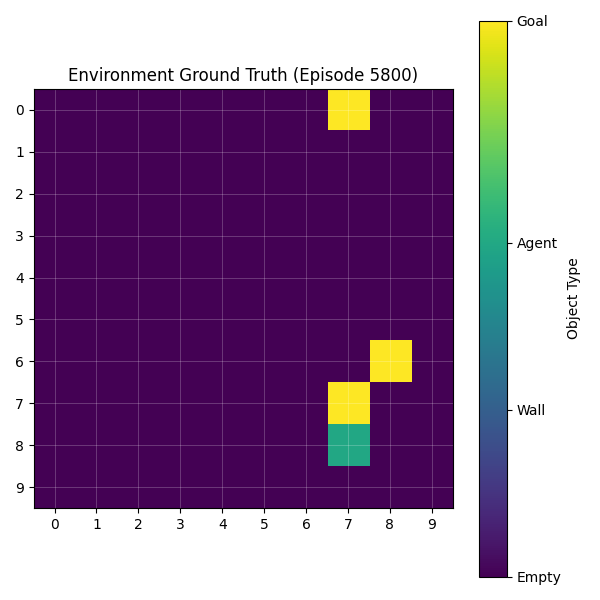 Environment Ground Truth (Episode 5800)
0
1
2
3
4
5
6
7
8
9
0 1 2 3 4 5 6 7 8 9
Goal
Agent
Wall
Empty
Object Type